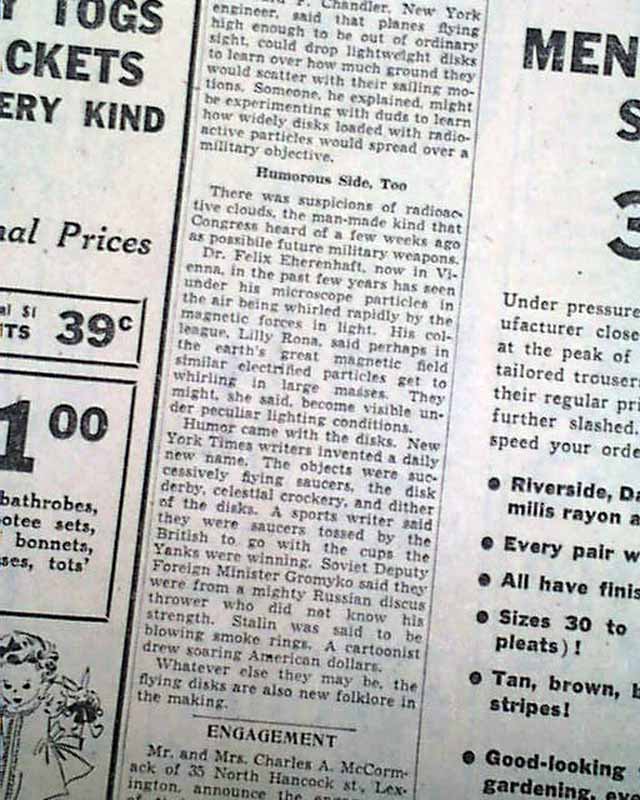 TOGS
CKETS
ERY KIND
nal Prices
al $1
ITS 39¢
1 00
bathrobes,
ootee sets,
bonnets,
ses, tots'
P. Chandler, New York
engineer, said that planes flying
high enough to be out of ordinary
sight, could drop lightweight disks
to learn over how much ground they
would scatter with their sailing mo-
tions. Someone, he explained, might
be experimenting with duds to learn
how widely disks loaded with radio-
active particles would spread over a
military objective.
Humorous Side, Too
There was suspicions of radioac-
tive clouds, the man-made kind that
Congress heard of a few weeks ago
as possibile future military weapons.
Dr. Felix Eherenhaft, now in Vi-
enna, in the past few years has seen
under his microscope particles in
the air being whirled rapidly by the
magnetic forces in light. His col-
league, Lilly Rona, said perhaps in
the earth's great magnetic field
similar electrified particles get to
whirling in large masses. They
might, she said, become visible un-
der peculiar lighting conditions.
Humor came with the disks. New
York Times writers invented a daily
new name. The objects were suc-
cessively flying saucers, the disk
derby, celestial crockery, and dither
of the disks. A sports writer said
they were saucers tossed by the
British to go with the cups the
Yanks were winning. Soviet Deputy
Foreign Minister Gromyko said they
were from a mighty Russian discus
thrower who did not know his
strength. Stalin was said to be
blowing smoke rings. A cartoonist
drew soaring American dollars.
Whatever else they may be, the
flying disks are also new folklore in
the making.
ENGAGEMENT
Mr. and Mrs. Charles A. McCorm-
ack of 35 North Hancock st., Lex-
ington, announce the
MEN
S
3
Under pressure
ufacturer close
at the peak of
tailored trouser
their regular pri
further slashed.
speed your orde
● Riverside, Da
milis rayon a
● Every pair w
● All have finis
● Sizes 30 to
pleats)!
● Tan, brown, b
stripes!
● Good-looking
gardening, eve